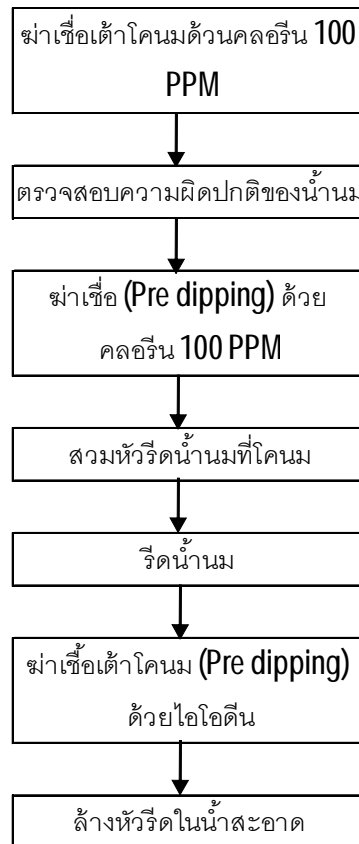 ฆ่าเชื่อเต้าโคนมด้วนคลอรีน 100
PPM
ตรวจสอบความผิดปกติของน้ำนม
ฆ่าเชื่อ (Pre dipping) ด้วย
คลอรีน 100 PPM
สวมหัวรีดน้ำนมที่โคนม
รีดน้ำนม
ฆ่าเชื้อเต้าโคนม (Pre dipping)
ด้วยไอโอดีน
ล้างหัวรีดในน้ำสะอาด